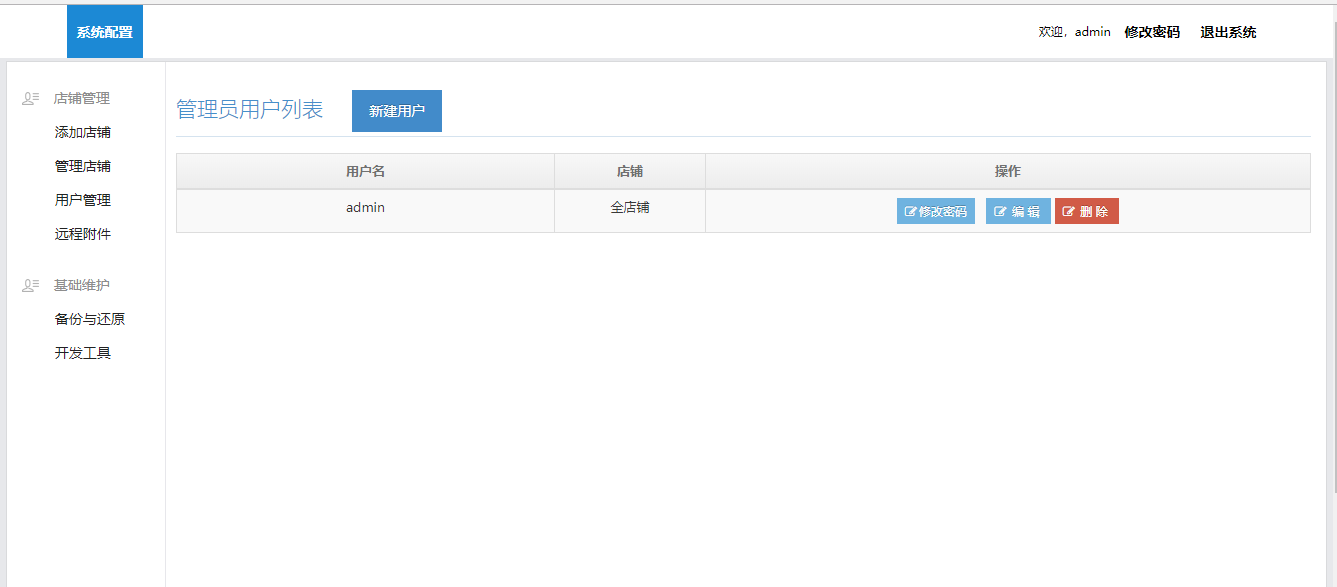 系统配置
欢迎，admin 修改密码 退出系统
店铺管理
添加店铺
管理店铺
用户管理
远程附件
基础维护
备份与还原
开发工具
管理员用户列表 新建用户
用户名 店铺 操作
admin 全店铺 修改密码 编 辑 删 除